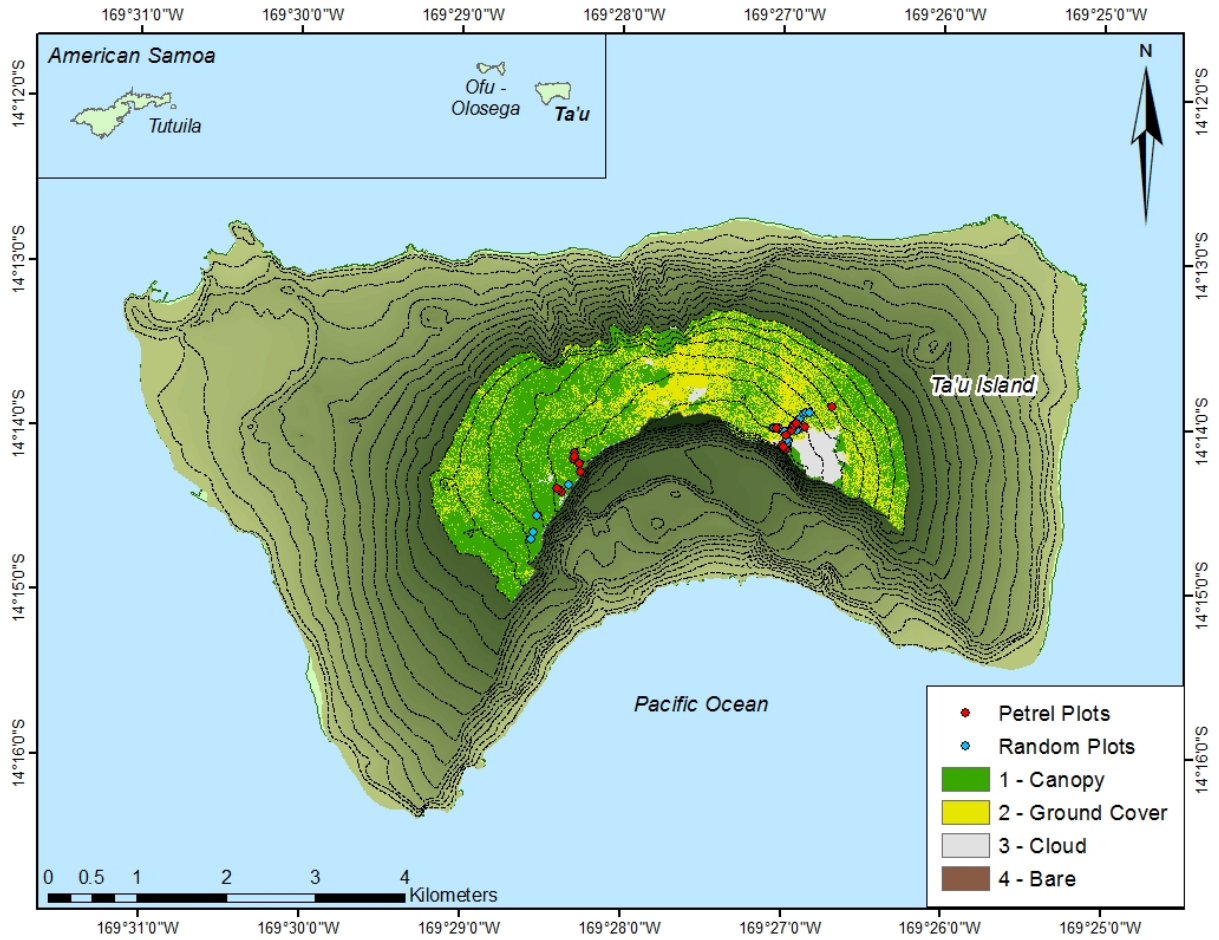 169°31'0"W 169°30'0"W 169°29'0"W 169°28'0"W 169°27'0"W 169°26'0"W 169°25'0"W
American Samoa
Tutuila
Ofu -
Olosega
Ta'u
N
14°12'0"S 14°12'0"S
14°13'0"S 14°13'0"S
14°14'0"S 14°14'0"S
14°15'0"S 14°15'0"S
14°16'0"S 14°16'0"S
Ta'u Island
Pacific Ocean
Petrel Plots
Random Plots
1 - Canopy
2 - Ground Cover
3 - Cloud
4 - Bare
0 0.5 1 2 3 4
Kilometers
169°31'0"W 169°30'0"W 169°29'0"W 169°28'0"W 169°27'0"W 169°26'0"W 169°25'0"W